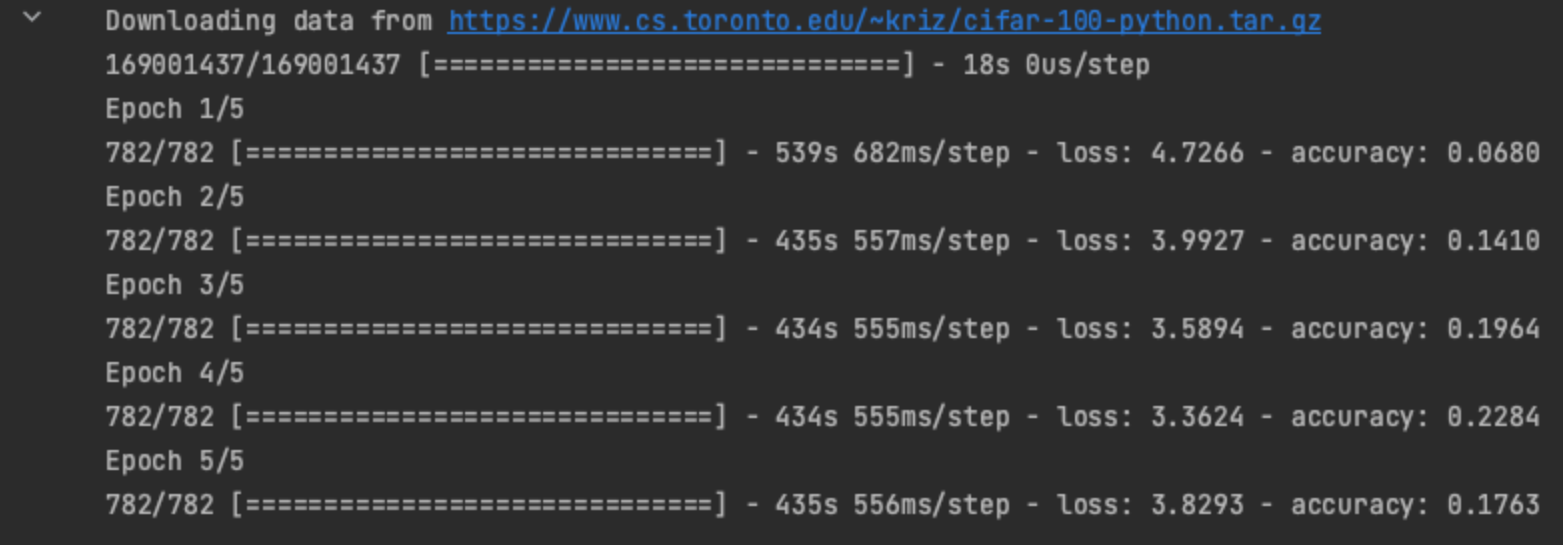 Downloading data from https://www.cs.toronto.edu/~kriz/cifar-100-python.tar.gz
169001437/169001437 [==============================] - 18s 0us/step
Epoch 1/5
782/782 [==============================] - 539s 682ms/step - loss: 4.7266 - accuracy: 0.0680
Epoch 2/5
782/782 [==============================] - 435s 557ms/step - loss: 3.9927 - accuracy: 0.1410
Epoch 3/5
782/782 [==============================] - 434s 555ms/step - loss: 3.5894 - accuracy: 0.1964
Epoch 4/5
782/782 [==============================] - 434s 555ms/step - loss: 3.3624 - accuracy: 0.2284
Epoch 5/5
782/782 [==============================] - 435s 556ms/step - loss: 3.8293 - accuracy: 0.1763